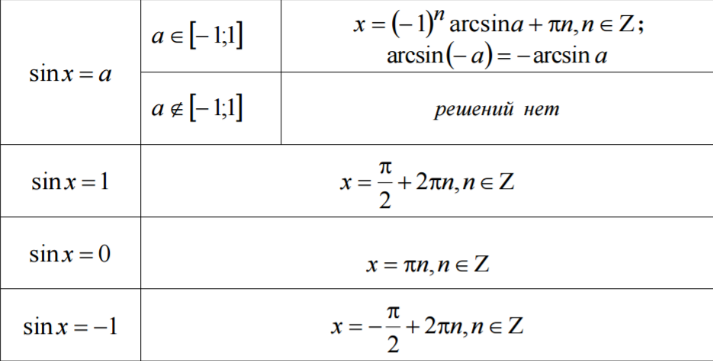 sin x = a
a ∈ [– 1;1]
x = (–1)ⁿ arcsin a + πn, n ∈ Z;
arcsin(– a) = – arcsin a
a ∉ [– 1;1]
решений нет
sin x = 1
x = π/2 + 2πn, n ∈ Z
sin x = 0
x = πn, n ∈ Z
sin x = –1
x = – π/2 + 2πn, n ∈ Z